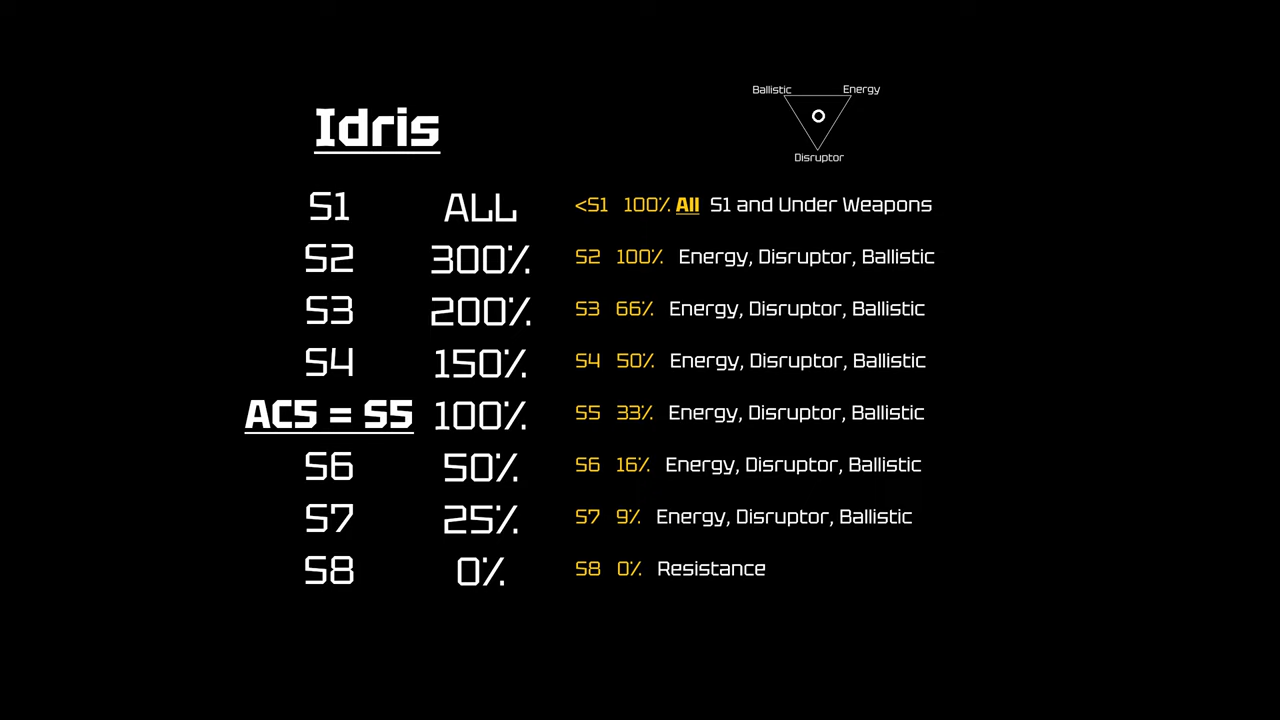 Ballistic Energy
Idris
Disruptor
S1 ALL <S1 100% All S1 and Under Weapons
S2 300% S2 100% Energy, Disruptor, Ballistic
S3 200% S3 66% Energy, Disruptor, Ballistic
S4 150% S4 50% Energy, Disruptor, Ballistic
AC5 = S5 100% S5 33% Energy, Disruptor, Ballistic
S6 50% S6 16% Energy, Disruptor, Ballistic
S7 25% S7 9% Energy, Disruptor, Ballistic
S8 0% S8 0% Resistance